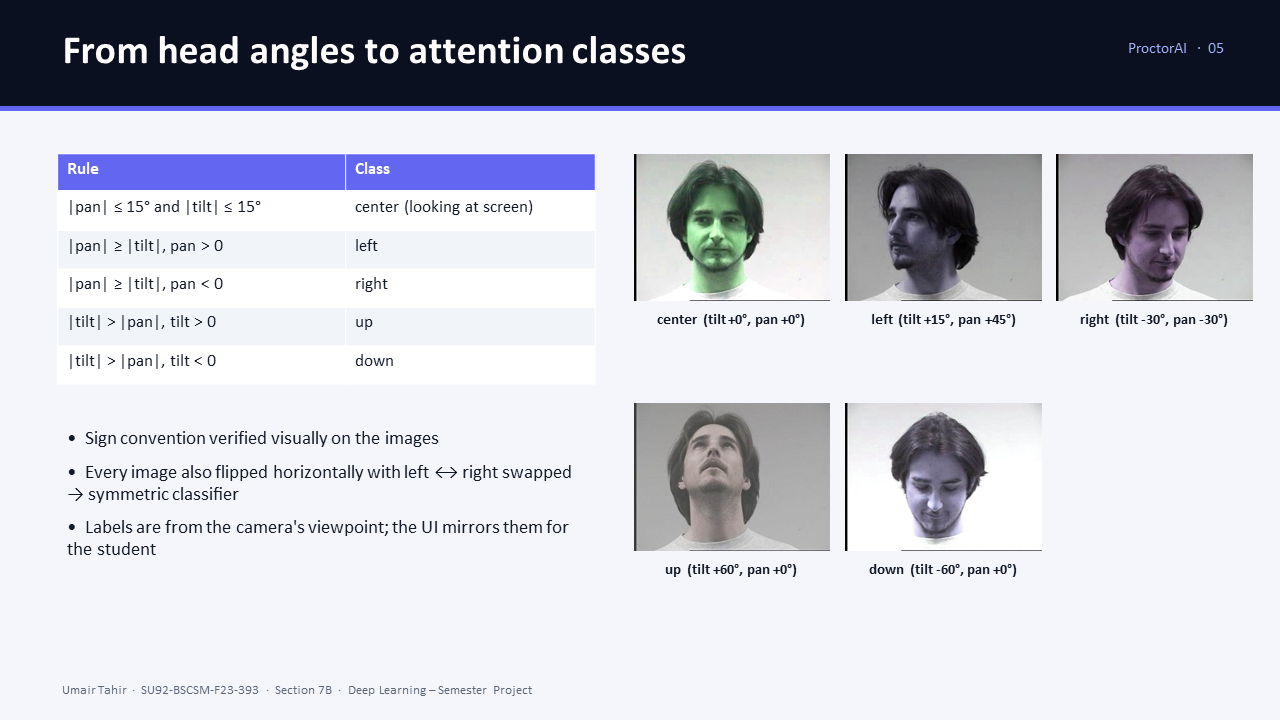 From head angles to attention classes
ProctorAI · 05
Rule Class
|pan| ≤ 15° and |tilt| ≤ 15° center (looking at screen)
|pan| ≥ |tilt|, pan > 0 left
|pan| ≥ |tilt|, pan < 0 right
|tilt| > |pan|, tilt > 0 up
|tilt| > |pan|, tilt < 0 down
• Sign convention verified visually on the images
• Every image also flipped horizontally with left ↔ right swapped
→ symmetric classifier
• Labels are from the camera's viewpoint; the UI mirrors them for
the student
center (tilt +0°, pan +0°)
left (tilt +15°, pan +45°)
right (tilt -30°, pan -30°)
up (tilt +60°, pan +0°)
down (tilt -60°, pan +0°)
Umair Tahir · SU92-BSCSM-F23-393 · Section 7B · Deep Learning – Semester Project